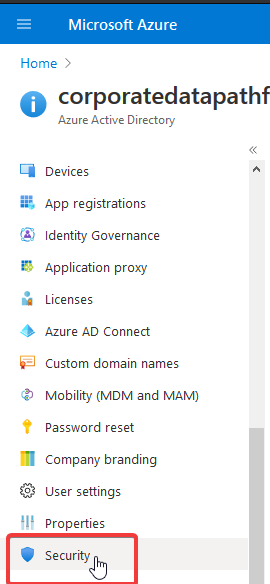 Microsoft Azure
Home
corporatedatapathf
Azure Active Directory
Devices
App registrations
Identity Governance
Application proxy
Licenses
Azure AD Connect
Custom domain names
Mobility (MDM and MAM)
Password reset
Company branding
User settings
Properties
Security